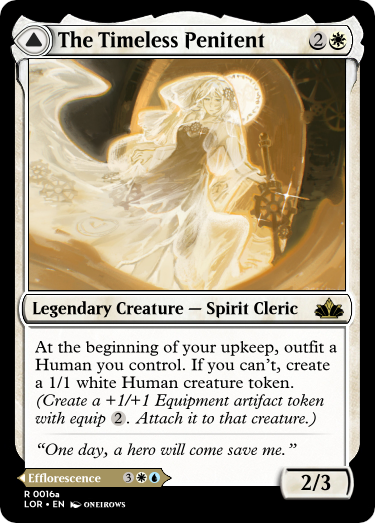 The Timeless Penitent 2
Legendary Creature — Spirit Cleric
At the beginning of your upkeep, outfit a
Human you control. If you can't, create
a 1/1 white Human creature token.
(Create a +1/+1 Equipment artifact token
with equip 2. Attach it to that creature.)
“One day, a hero will come save me.”
Efflorescence 3
2/3
R 0016a
LOR • EN ONEIROWS